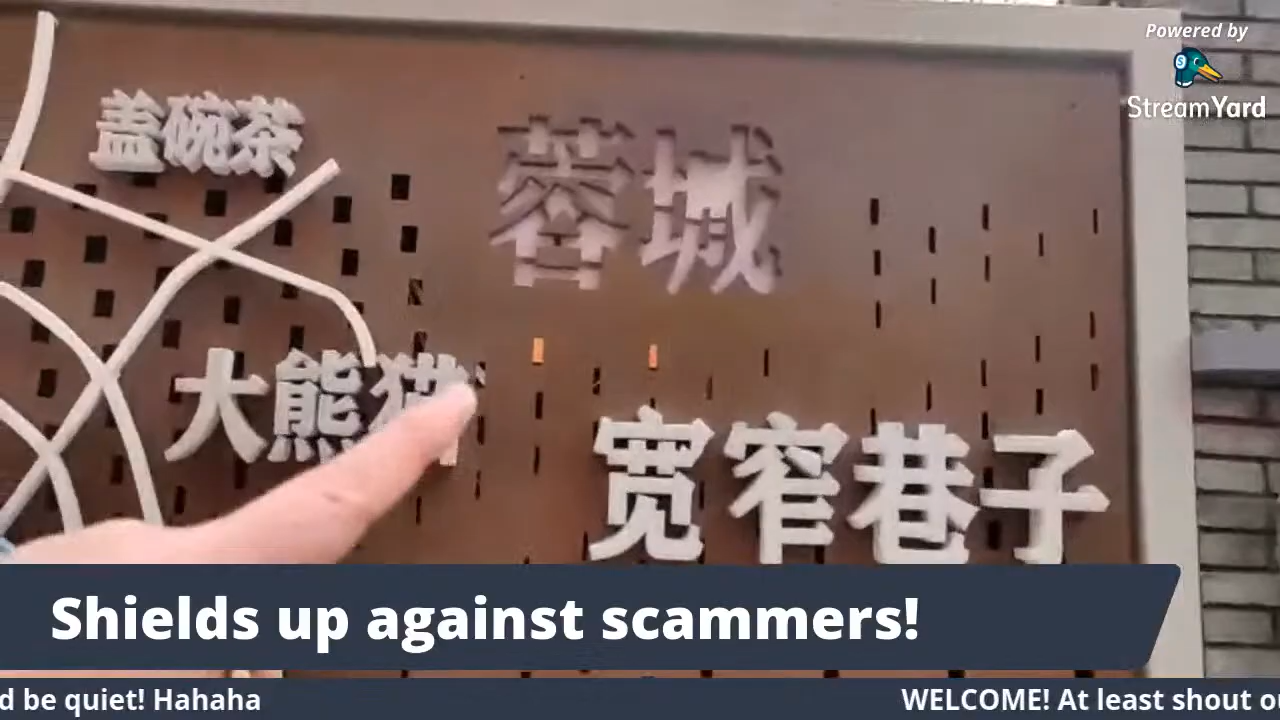 Powered by
StreamYard
盖碗茶
蓉城
大熊猫
宽窄巷子
Shields up against scammers!
d be quiet! Hahaha
WELCOME! At least shout o